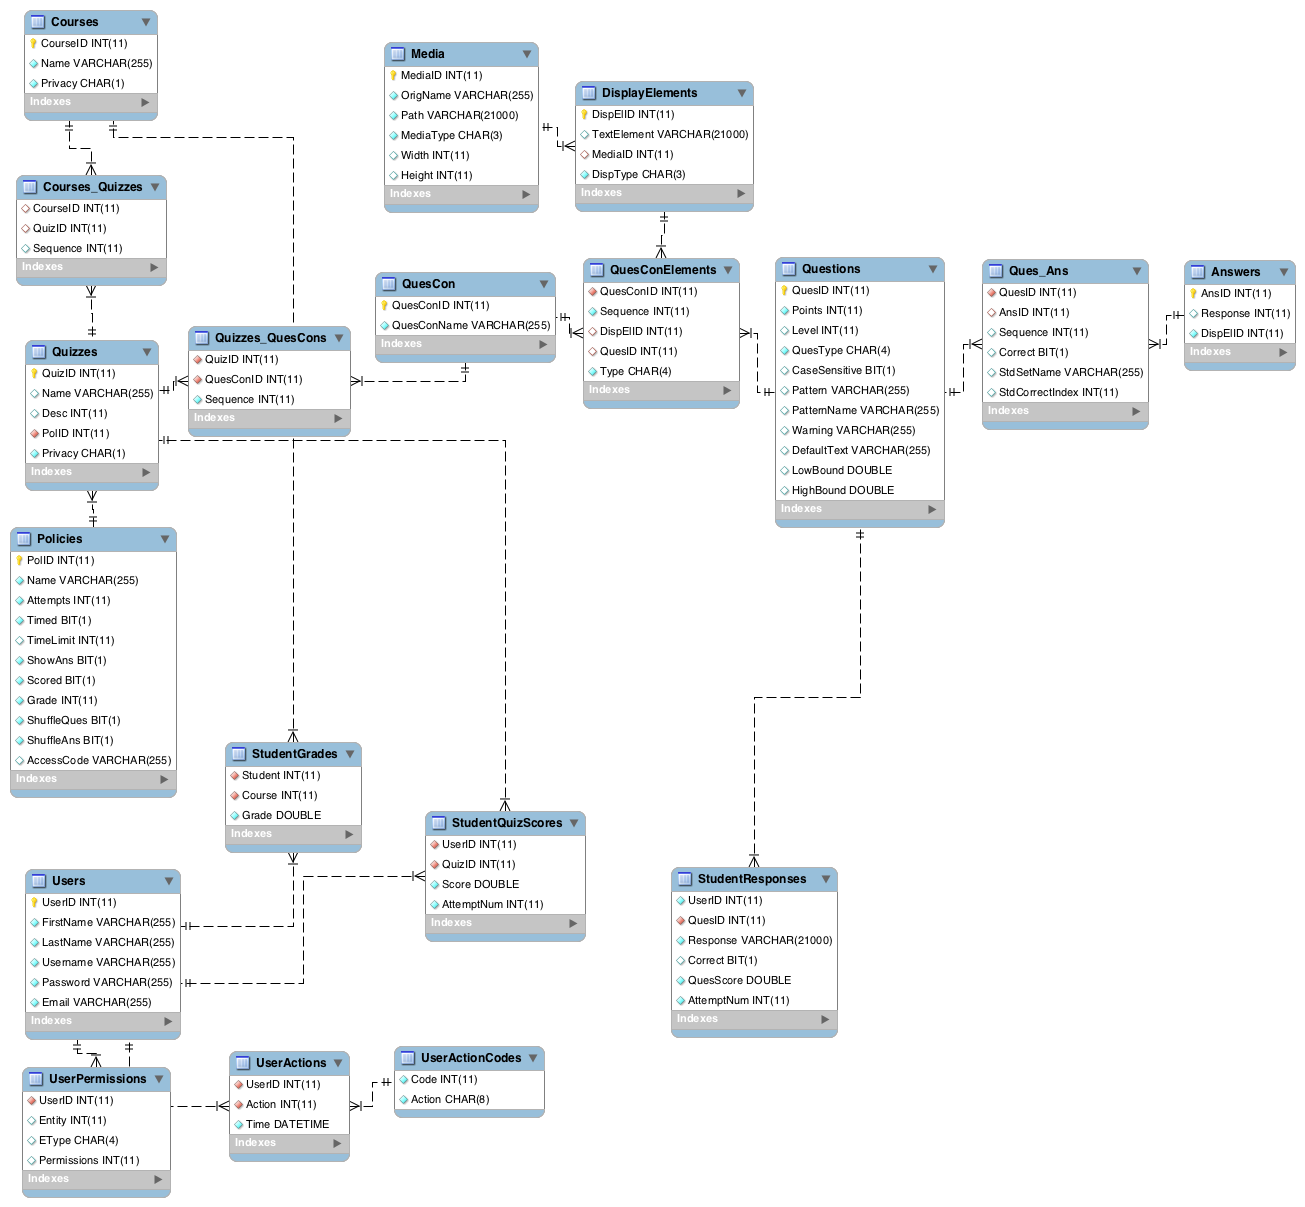 Courses
CourseID INT(11)
Name VARCHAR(255)
Privacy CHAR(1)
Indexes
Media
MediaID INT(11)
OrigName VARCHAR(255)
Path VARCHAR(21000)
MediaType CHAR(3)
Width INT(11)
Height INT(11)
Indexes
DisplayElements
DispElID INT(11)
TextElement VARCHAR(21000)
MediaID INT(11)
DispType CHAR(3)
Indexes
Courses_Quizzes
CourseID INT(11)
QuizID INT(11)
Sequence INT(11)
Indexes
QuesCon
QuesConID INT(11)
QuesConName VARCHAR(255)
Indexes
QuesConElements
QuesConID INT(11)
Sequence INT(11)
DispElID INT(11)
QuesID INT(11)
Type CHAR(4)
Indexes
Questions
QuesID INT(11)
Points INT(11)
Level INT(11)
QuesType CHAR(4)
CaseSensitive BIT(1)
Pattern VARCHAR(255)
PatternName VARCHAR(255)
Warning VARCHAR(255)
DefaultText VARCHAR(255)
LowBound DOUBLE
HighBound DOUBLE
Indexes
Ques_Ans
QuesID INT(11)
AnsID INT(11)
Sequence INT(11)
Correct BIT(1)
StdSetName VARCHAR(255)
StdCorrectIndex INT(11)
Indexes
Answers
AnsID INT(11)
Response INT(11)
DispElID INT(11)
Indexes
Quizzes
QuizID INT(11)
Name VARCHAR(255)
Desc INT(11)
PolID INT(11)
Privacy CHAR(1)
Indexes
Quizzes_QuesCons
QuizID INT(11)
QuesConID INT(11)
Sequence INT(11)
Indexes
Policies
PolID INT(11)
Name VARCHAR(255)
Attempts INT(11)
Timed BIT(1)
TimeLimit INT(11)
ShowAns BIT(1)
Scored BIT(1)
Grade INT(11)
ShuffleQues BIT(1)
ShuffleAns BIT(1)
AccessCode VARCHAR(255)
Indexes
StudentGrades
Student INT(11)
Course INT(11)
Grade DOUBLE
Indexes
StudentQuizScores
UserID INT(11)
QuizID INT(11)
Score DOUBLE
AttemptNum INT(11)
Indexes
StudentResponses
UserID INT(11)
QuesID INT(11)
Response VARCHAR(21000)
Correct BIT(1)
QuesScore DOUBLE
AttemptNum INT(11)
Indexes
Users
UserID INT(11)
FirstName VARCHAR(255)
LastName VARCHAR(255)
Username VARCHAR(255)
Password VARCHAR(255)
Email VARCHAR(255)
Indexes
UserPermissions
UserID INT(11)
Entity INT(11)
EType CHAR(4)
Permissions INT(11)
Indexes
UserActions
UserID INT(11)
Action INT(11)
Time DATETIME
Indexes
UserActionCodes
Code INT(11)
Action CHAR(8)